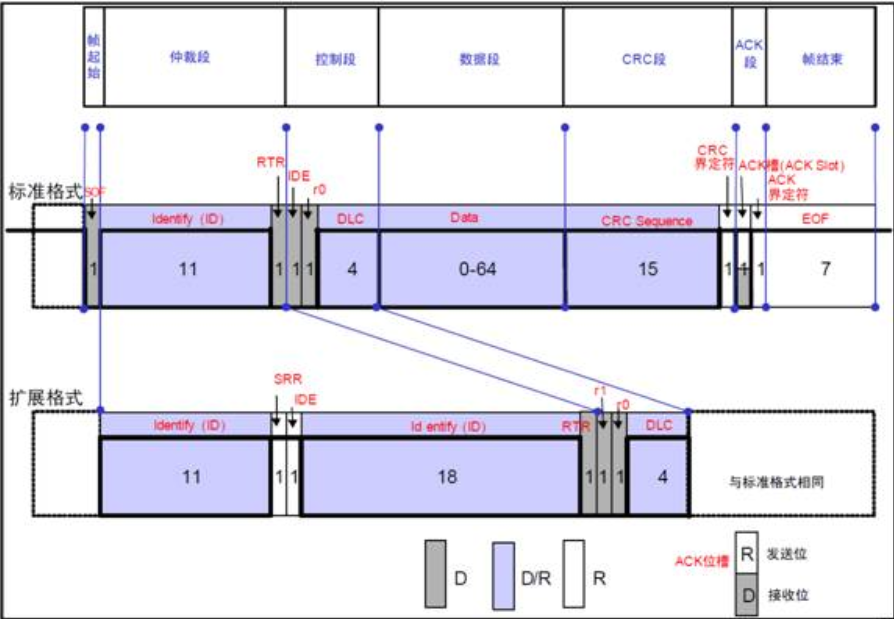 帧起始
仲裁段
控制段
数据段
CRC段
ACK段
帧结束
标准格式
SOF
RTR
IDE
r0
CRC
界定符
ACK槽(ACK Slot)
ACK
界定符
Identify (ID)
DLC
Data
CRC Sequence
EOF
1
11
1
1
1
4
0-64
15
1
1
1
7
扩展格式
SRR
IDE
r1
r0
Identify (ID)
Id entify (ID)
RTR
DLC
11
1
1
18
1
1
1
4
与标准格式相同
D
D/R
R
ACK位槽
R
发送位
D
接收位